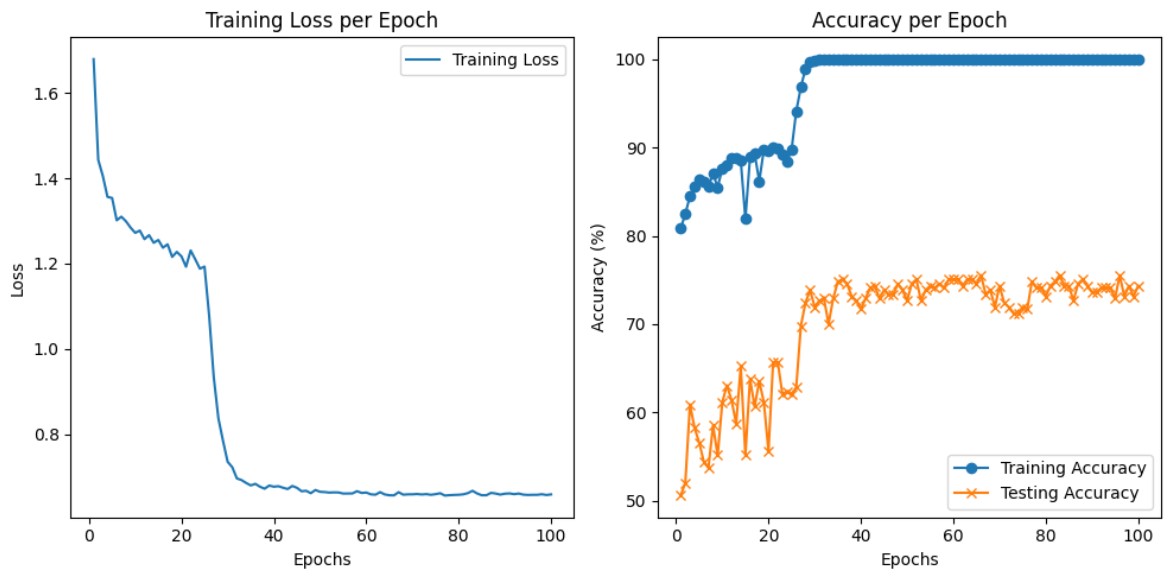 Training Loss per Epoch
Training Loss
1.6
1.4
1.2
1.0
0.8
Loss
0
20
40
60
80
100
Epochs
Accuracy per Epoch
100
90
80
70
60
50
Accuracy (%)
Training Accuracy
Testing Accuracy
0
20
40
60
80
100
Epochs